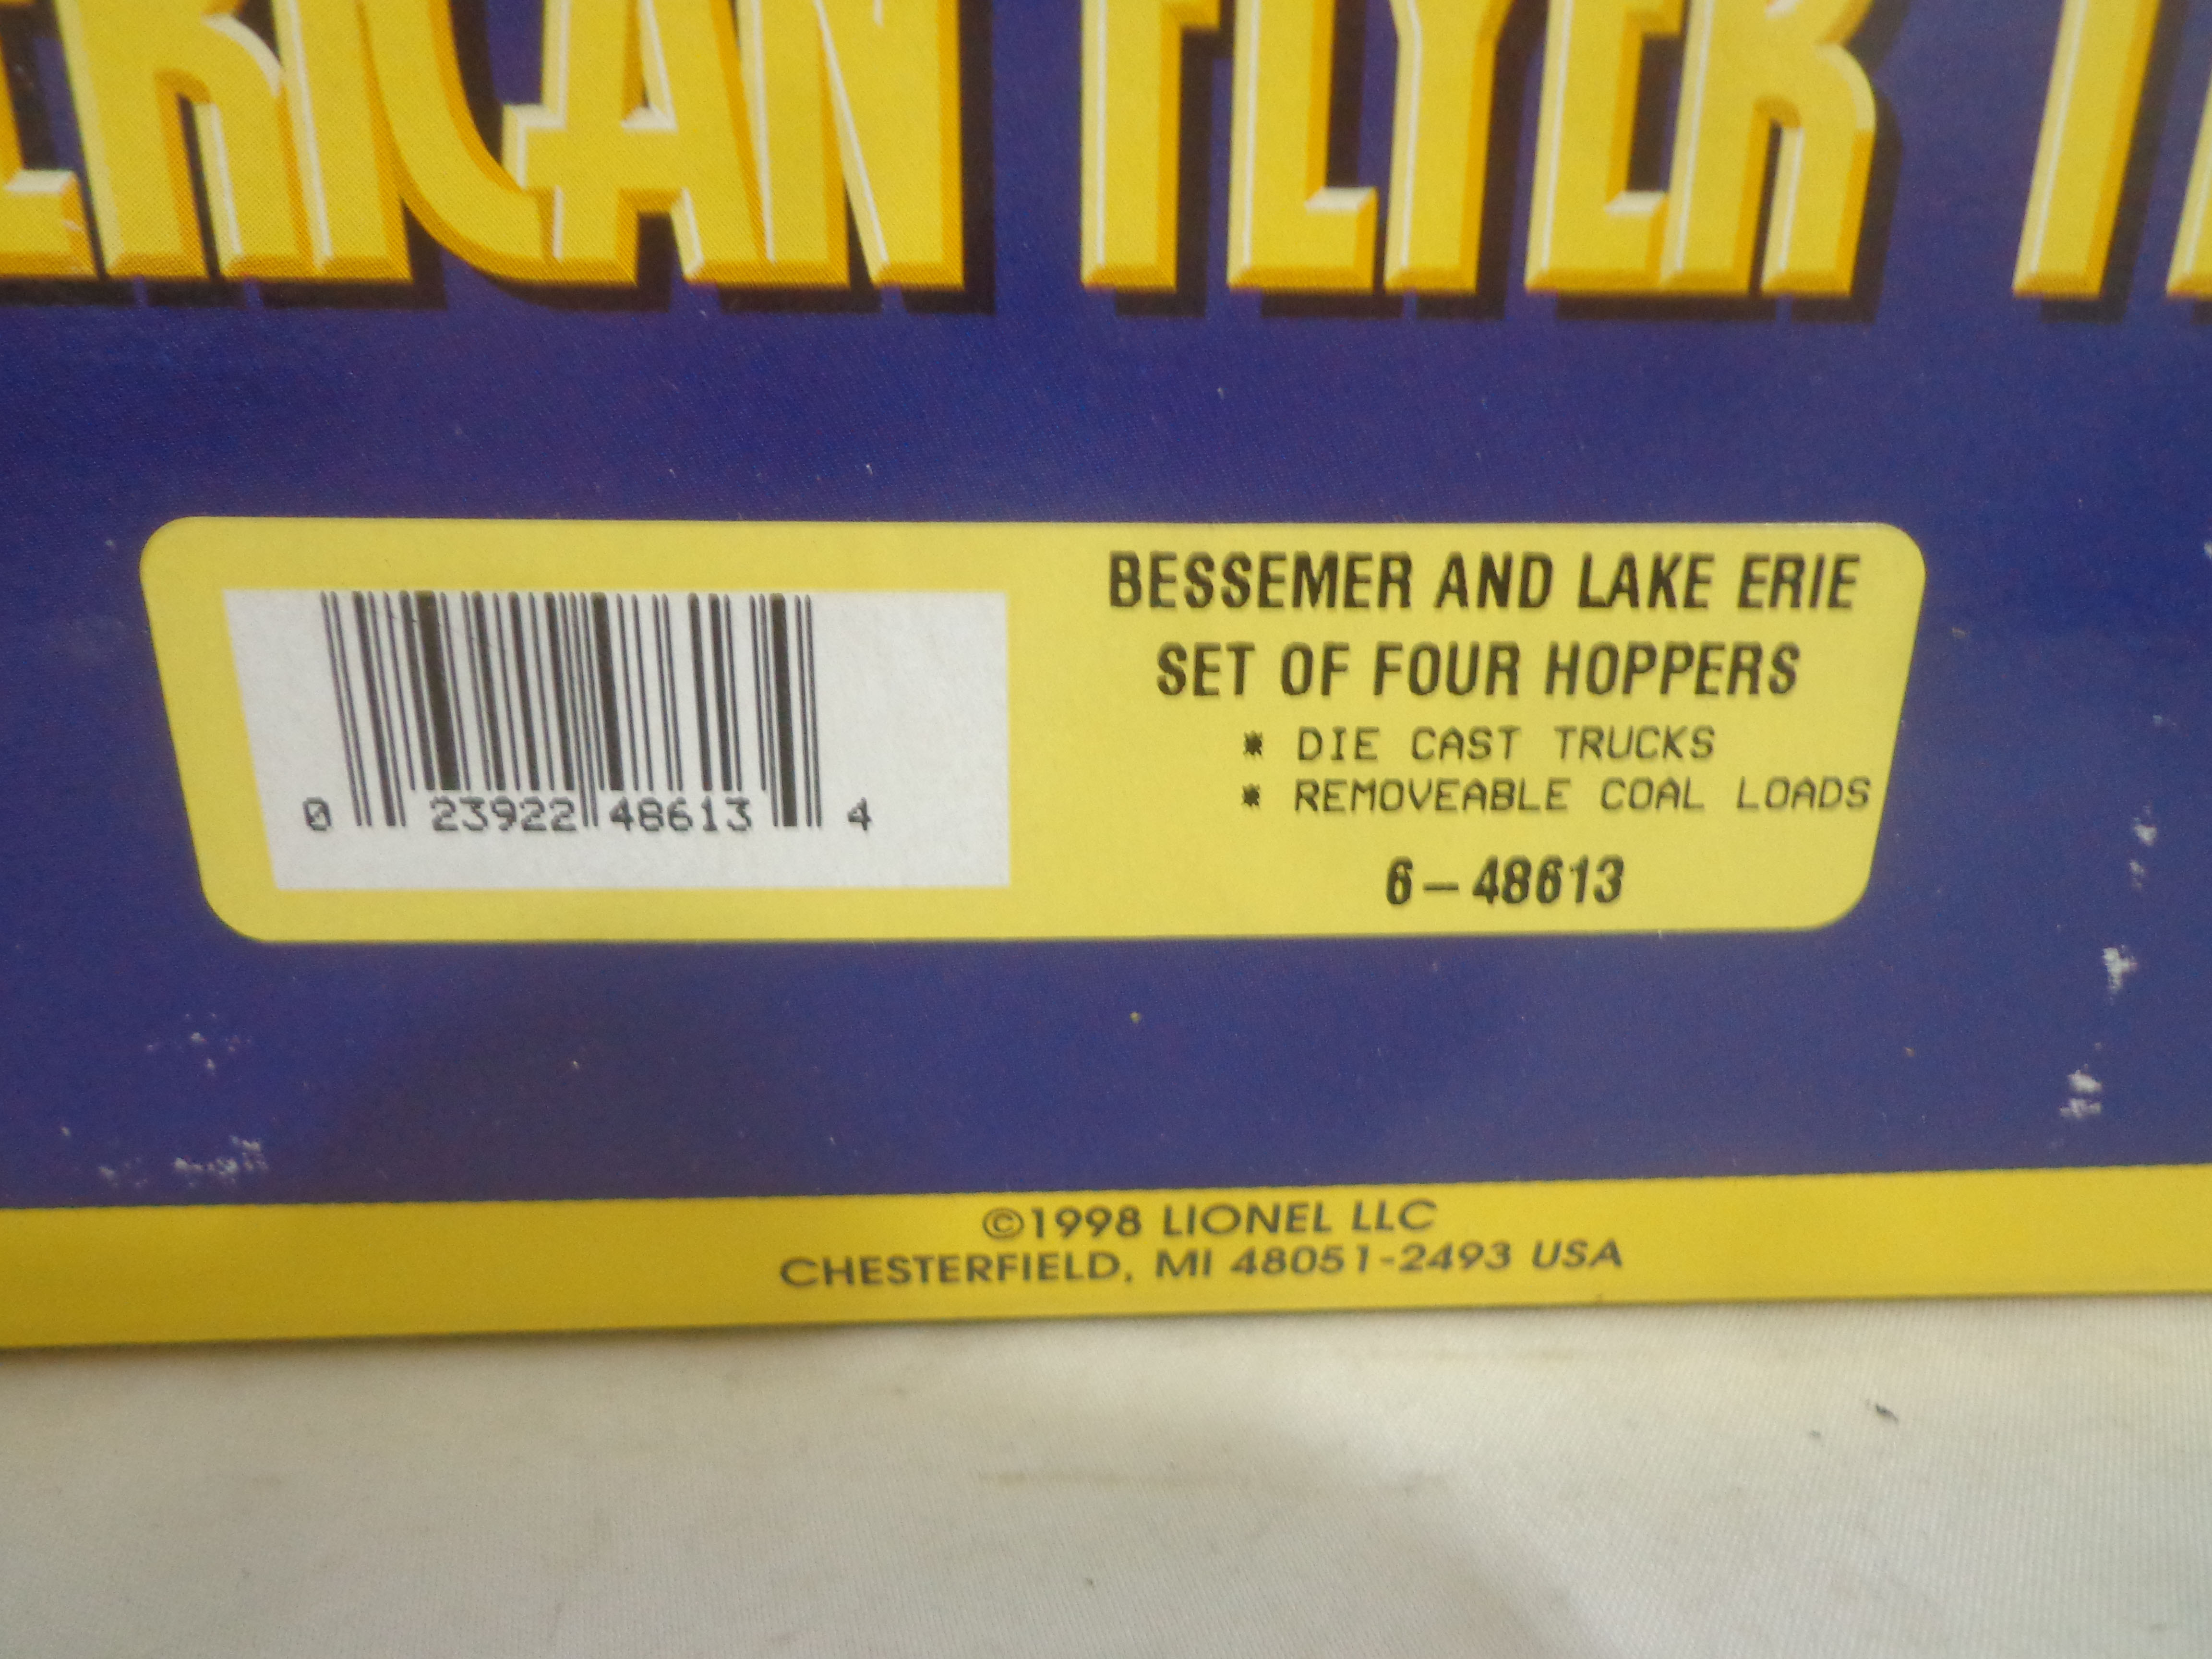 ERICAN FLYER T
BESSEMER AND LAKE ERIE
SET OF FOUR HOPPERS
* DIE CAST TRUCKS
* REMOVEABLE COAL LOADS
6-48613
0 23922 48613 4
©1998 LIONEL LLC
CHESTERFIELD, MI 48051-2493 USA